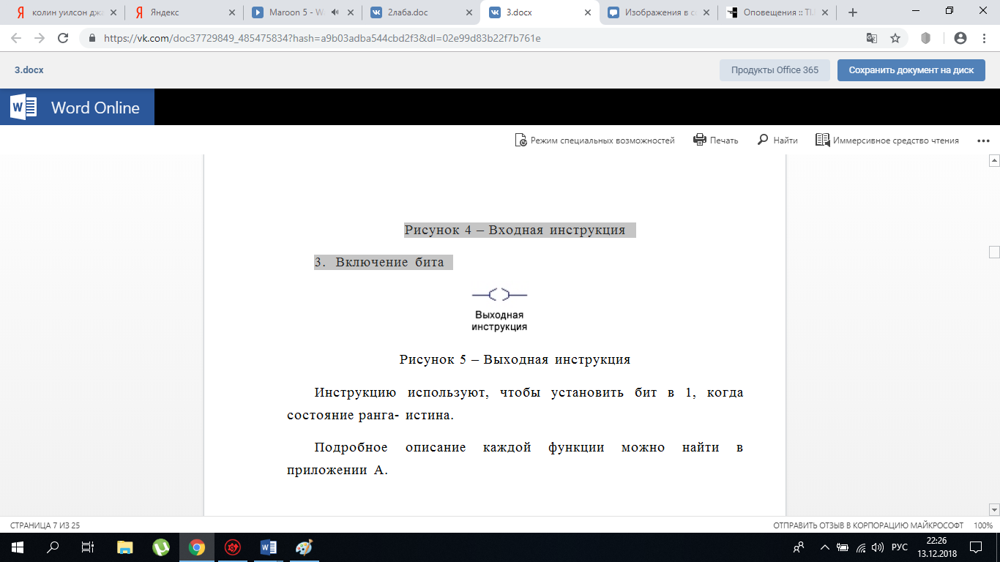 колин уилсон джа
Яндекс
Maroon 5 - W
2лаба.doc
3.docx
Изображения в с
Оповещения :: TI.
https://vk.com/doc37729849_485475834?hash=a9b03adba544cbd2f3&dl=02e99d83b22f7b761e
3.docx
Продукты Office 365
Сохранить документ на диск
Word Online
Режим специальных возможностей
Печать
Найти
Иммерсивное средство чтения
Рисунок 4 – Входная инструкция
3. Включение бита
Выходная
инструкция
Рисунок 5 – Выходная инструкция
Инструкцию используют, чтобы установить бит в 1, когда
состояние ранга- истина.
Подробное описание каждой функции можно найти в
приложении А.
СТРАНИЦА 7 ИЗ 25
ОТПРАВИТЬ ОТЗЫВ В КОРПОРАЦИЮ МАЙКРОСОФТ
100%
РУС
22:26
13.12.2018